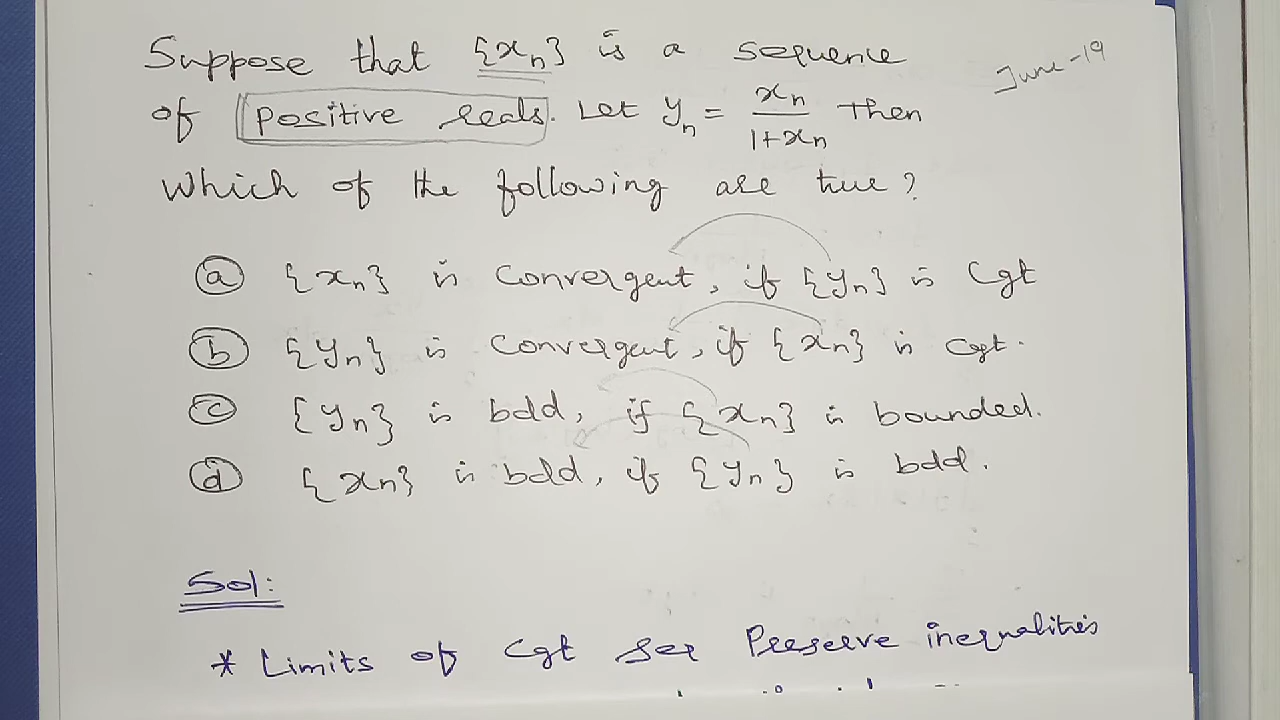 Suppose that {xₙ} is a sequence
June-19
of positive reals. Let yₙ = xₙ/(1+xₙ) Then
Which of the following are true?
(a) {xₙ} is convergent, if {yₙ} is Cgt
(b) {yₙ} is convergent, if {xₙ} is Cgt.
(c) {yₙ} is bdd, if {xₙ} is bounded.
(d) {xₙ} is bdd, if {yₙ} is bdd.
Sol:
* Limits of Cgt seq Preserve inequalities